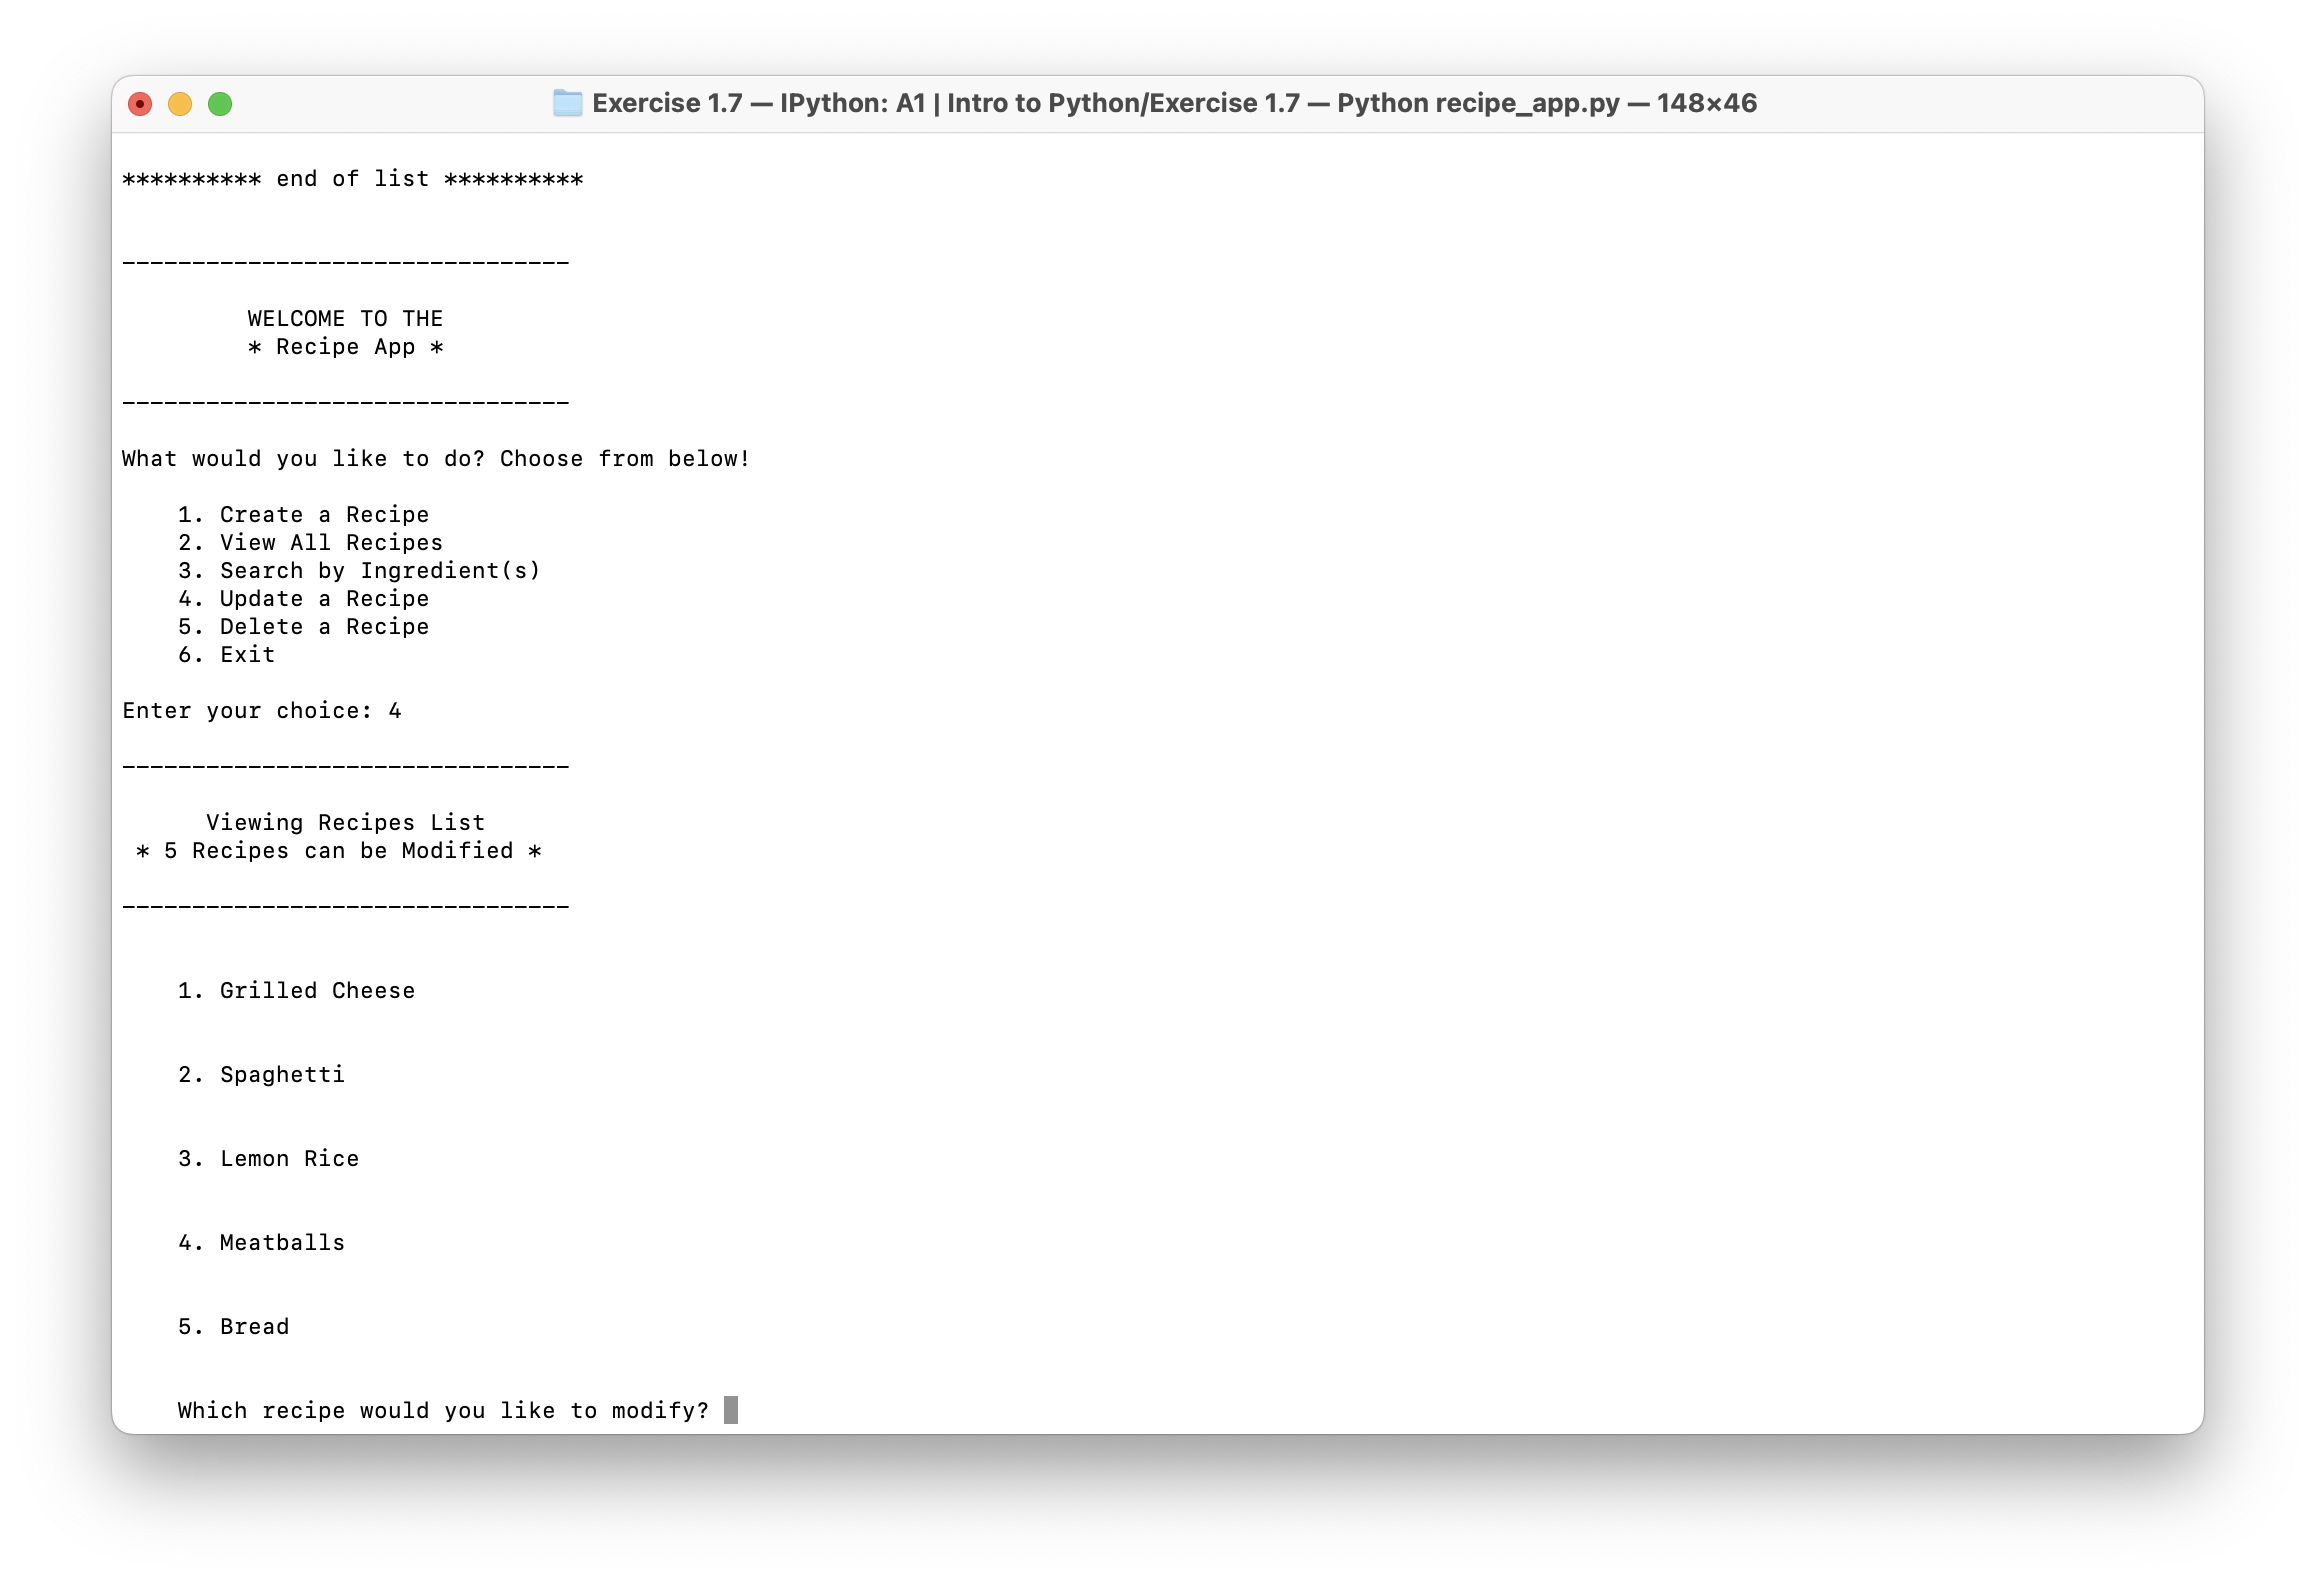 Exercise 1.7 — IPython: A1 | Intro to Python/Exercise 1.7 — Python recipe_app.py — 148×46
********** end of list **********
--------------------------------
WELCOME TO THE
* Recipe App *
--------------------------------
What would you like to do? Choose from below!
1. Create a Recipe
2. View All Recipes
3. Search by Ingredient(s)
4. Update a Recipe
5. Delete a Recipe
6. Exit
Enter your choice: 4
--------------------------------
Viewing Recipes List
* 5 Recipes can be Modified *
--------------------------------
1. Grilled Cheese
2. Spaghetti
3. Lemon Rice
4. Meatballs
5. Bread
Which recipe would you like to modify?